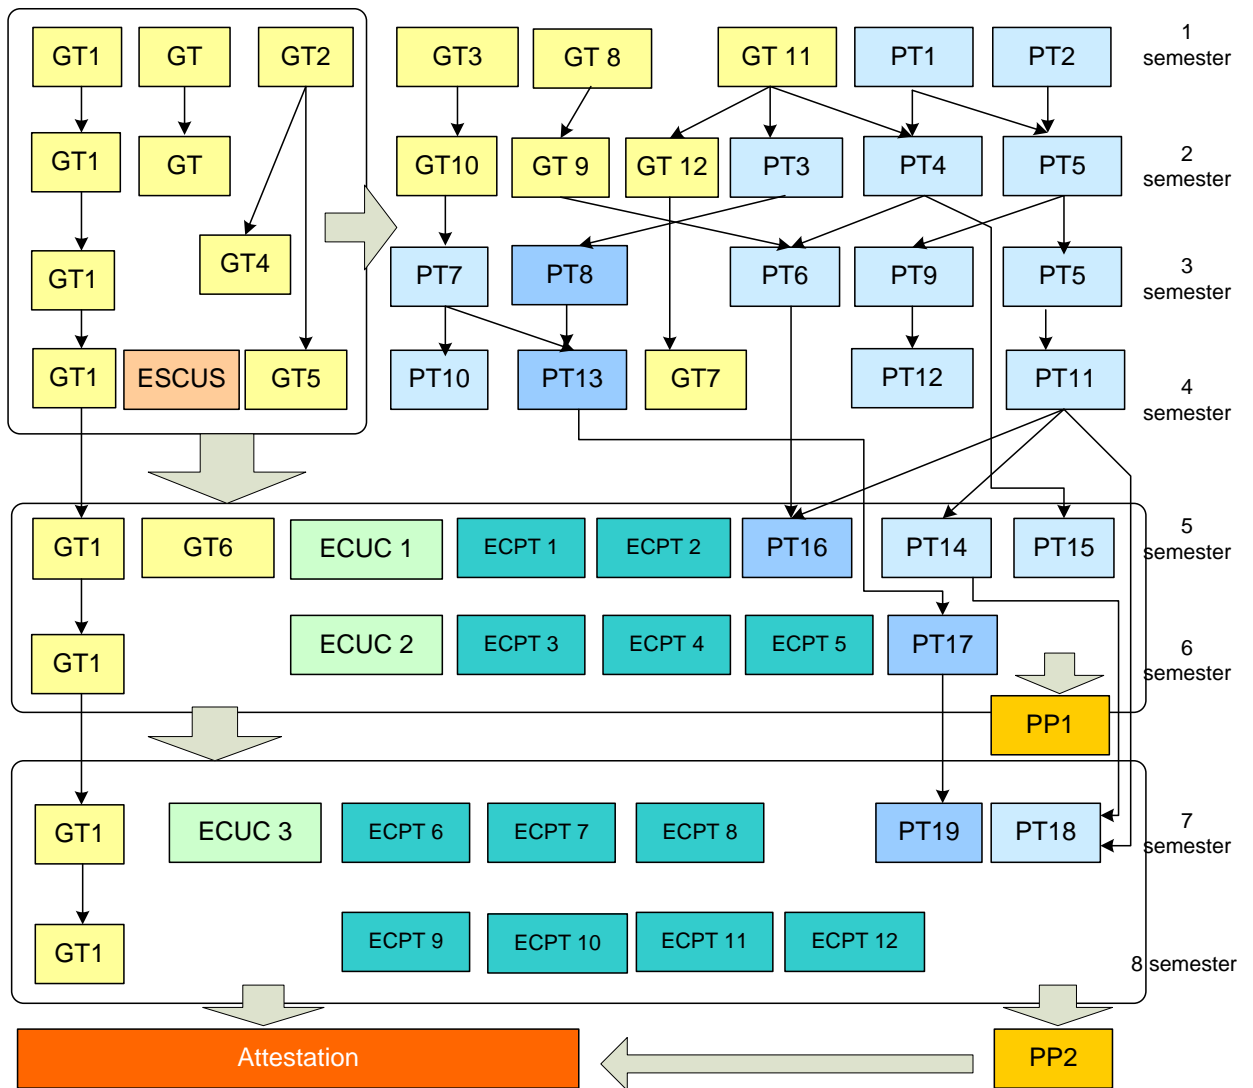 GT1
GT
GT2
GT3
GT 8
GT 11
PT1
PT2
1
semester
GT1
GT
GT10
GT 9
GT 12
PT3
PT4
PT5
2
semester
GT1
GT4
PT7
PT8
PT6
PT9
PT5
3
semester
GT1
ESCUS
GT5
PT10
PT13
GT7
PT12
PT11
4
semester
GT1
GT6
ECUC 1
ECPT 1
ECPT 2
PT16
PT14
PT15
5
semester
GT1
ECUC 2
ECPT 3
ECPT 4
ECPT 5
PT17
6
semester
PP1
GT1
ECUC 3
ECPT 6
ECPT 7
ECPT 8
PT19
PT18
7
semester
GT1
ECPT 9
ECPT 10
ECPT 11
ECPT 12
8 semester
Attestation
PP2